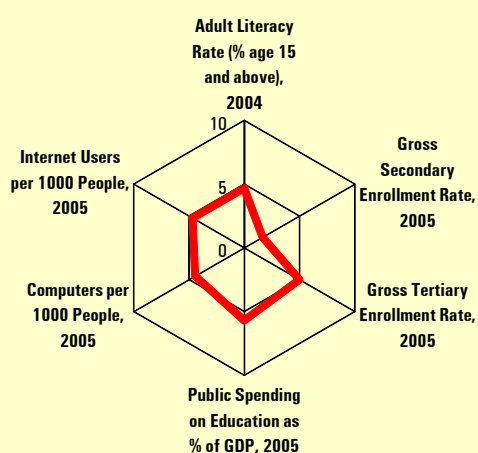 Adult Literacy
Rate (% age 15
and above),
2004
10
5
0
Gross
Secondary
Enrollment Rate,
2005
Gross Tertiary
Enrollment Rate,
2005
Public Spending
on Education as
% of GDP, 2005
Computers per
1000 People,
2005
Internet Users
per 1000 People,
2005